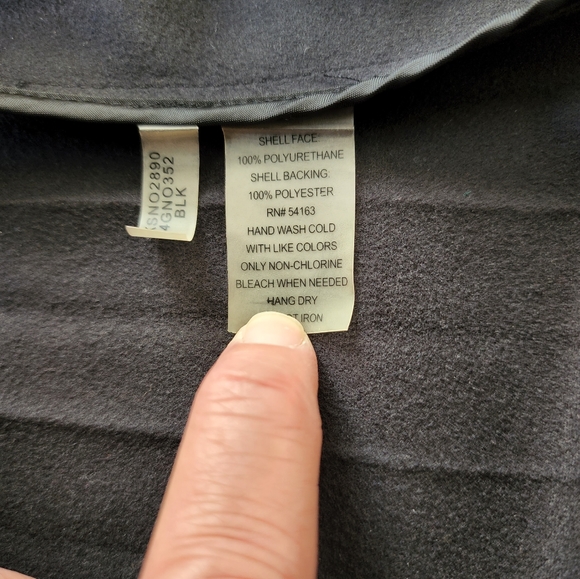 SNO2890
4GNO352
BLK
SHELL FACE:
100% POLYURETHANE
SHELL BACKING:
100% POLYESTER
RN# 54163
HAND WASH COLD
WITH LIKE COLORS
ONLY NON-CHLORINE
BLEACH WHEN NEEDED
HANG DRY
IRON